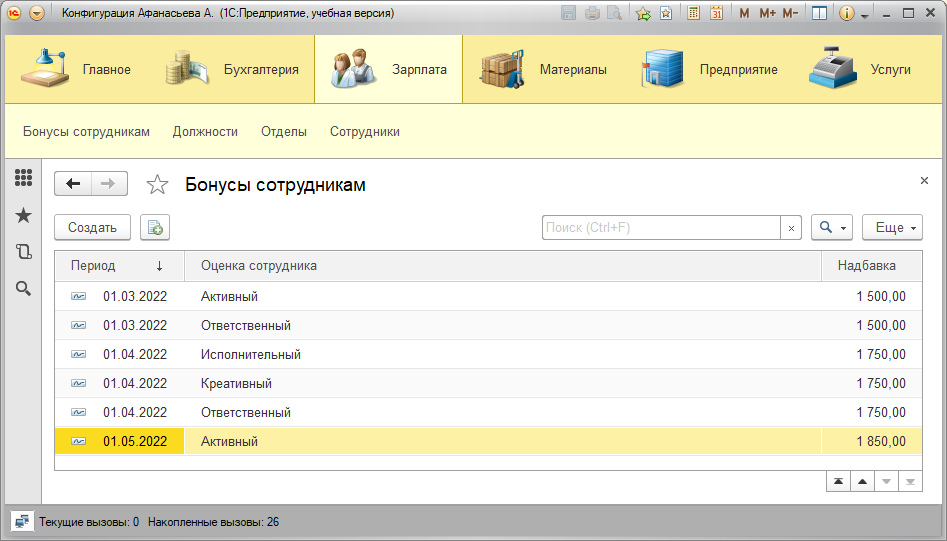 1С Конфигурация Афанасьева А. (1С:Предприятие, учебная версия) 31 M M+ M- i
Главное Бухгалтерия Зарплата Материалы Предприятие Услуги
Бонусы сотрудникам Должности Отделы Сотрудники
Бонусы сотрудникам
Создать Поиск (Ctrl+F) × Еще
Период ↓ Оценка сотрудника Надбавка
01.03.2022 Активный 1 500,00
01.03.2022 Ответственный 1 500,00
01.04.2022 Исполнительный 1 750,00
01.04.2022 Креативный 1 750,00
01.04.2022 Ответственный 1 750,00
01.05.2022 Активный 1 850,00
Текущие вызовы: 0 Накопленные вызовы: 26